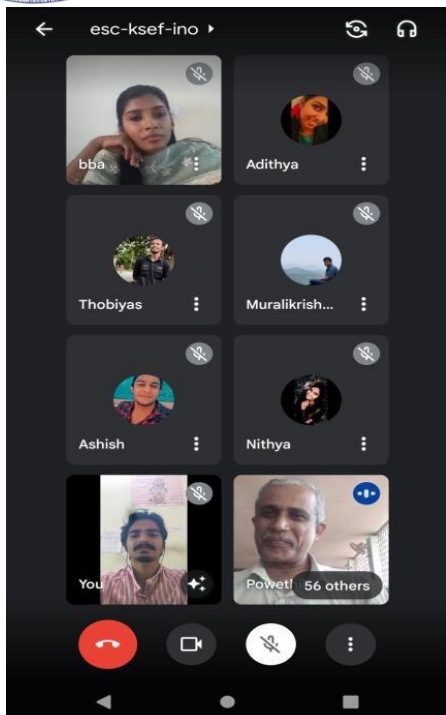 esc-ksef-ino
bba
Adithya
Thobiyas
Muralikrish...
Ashish
Nithya
You
56 others